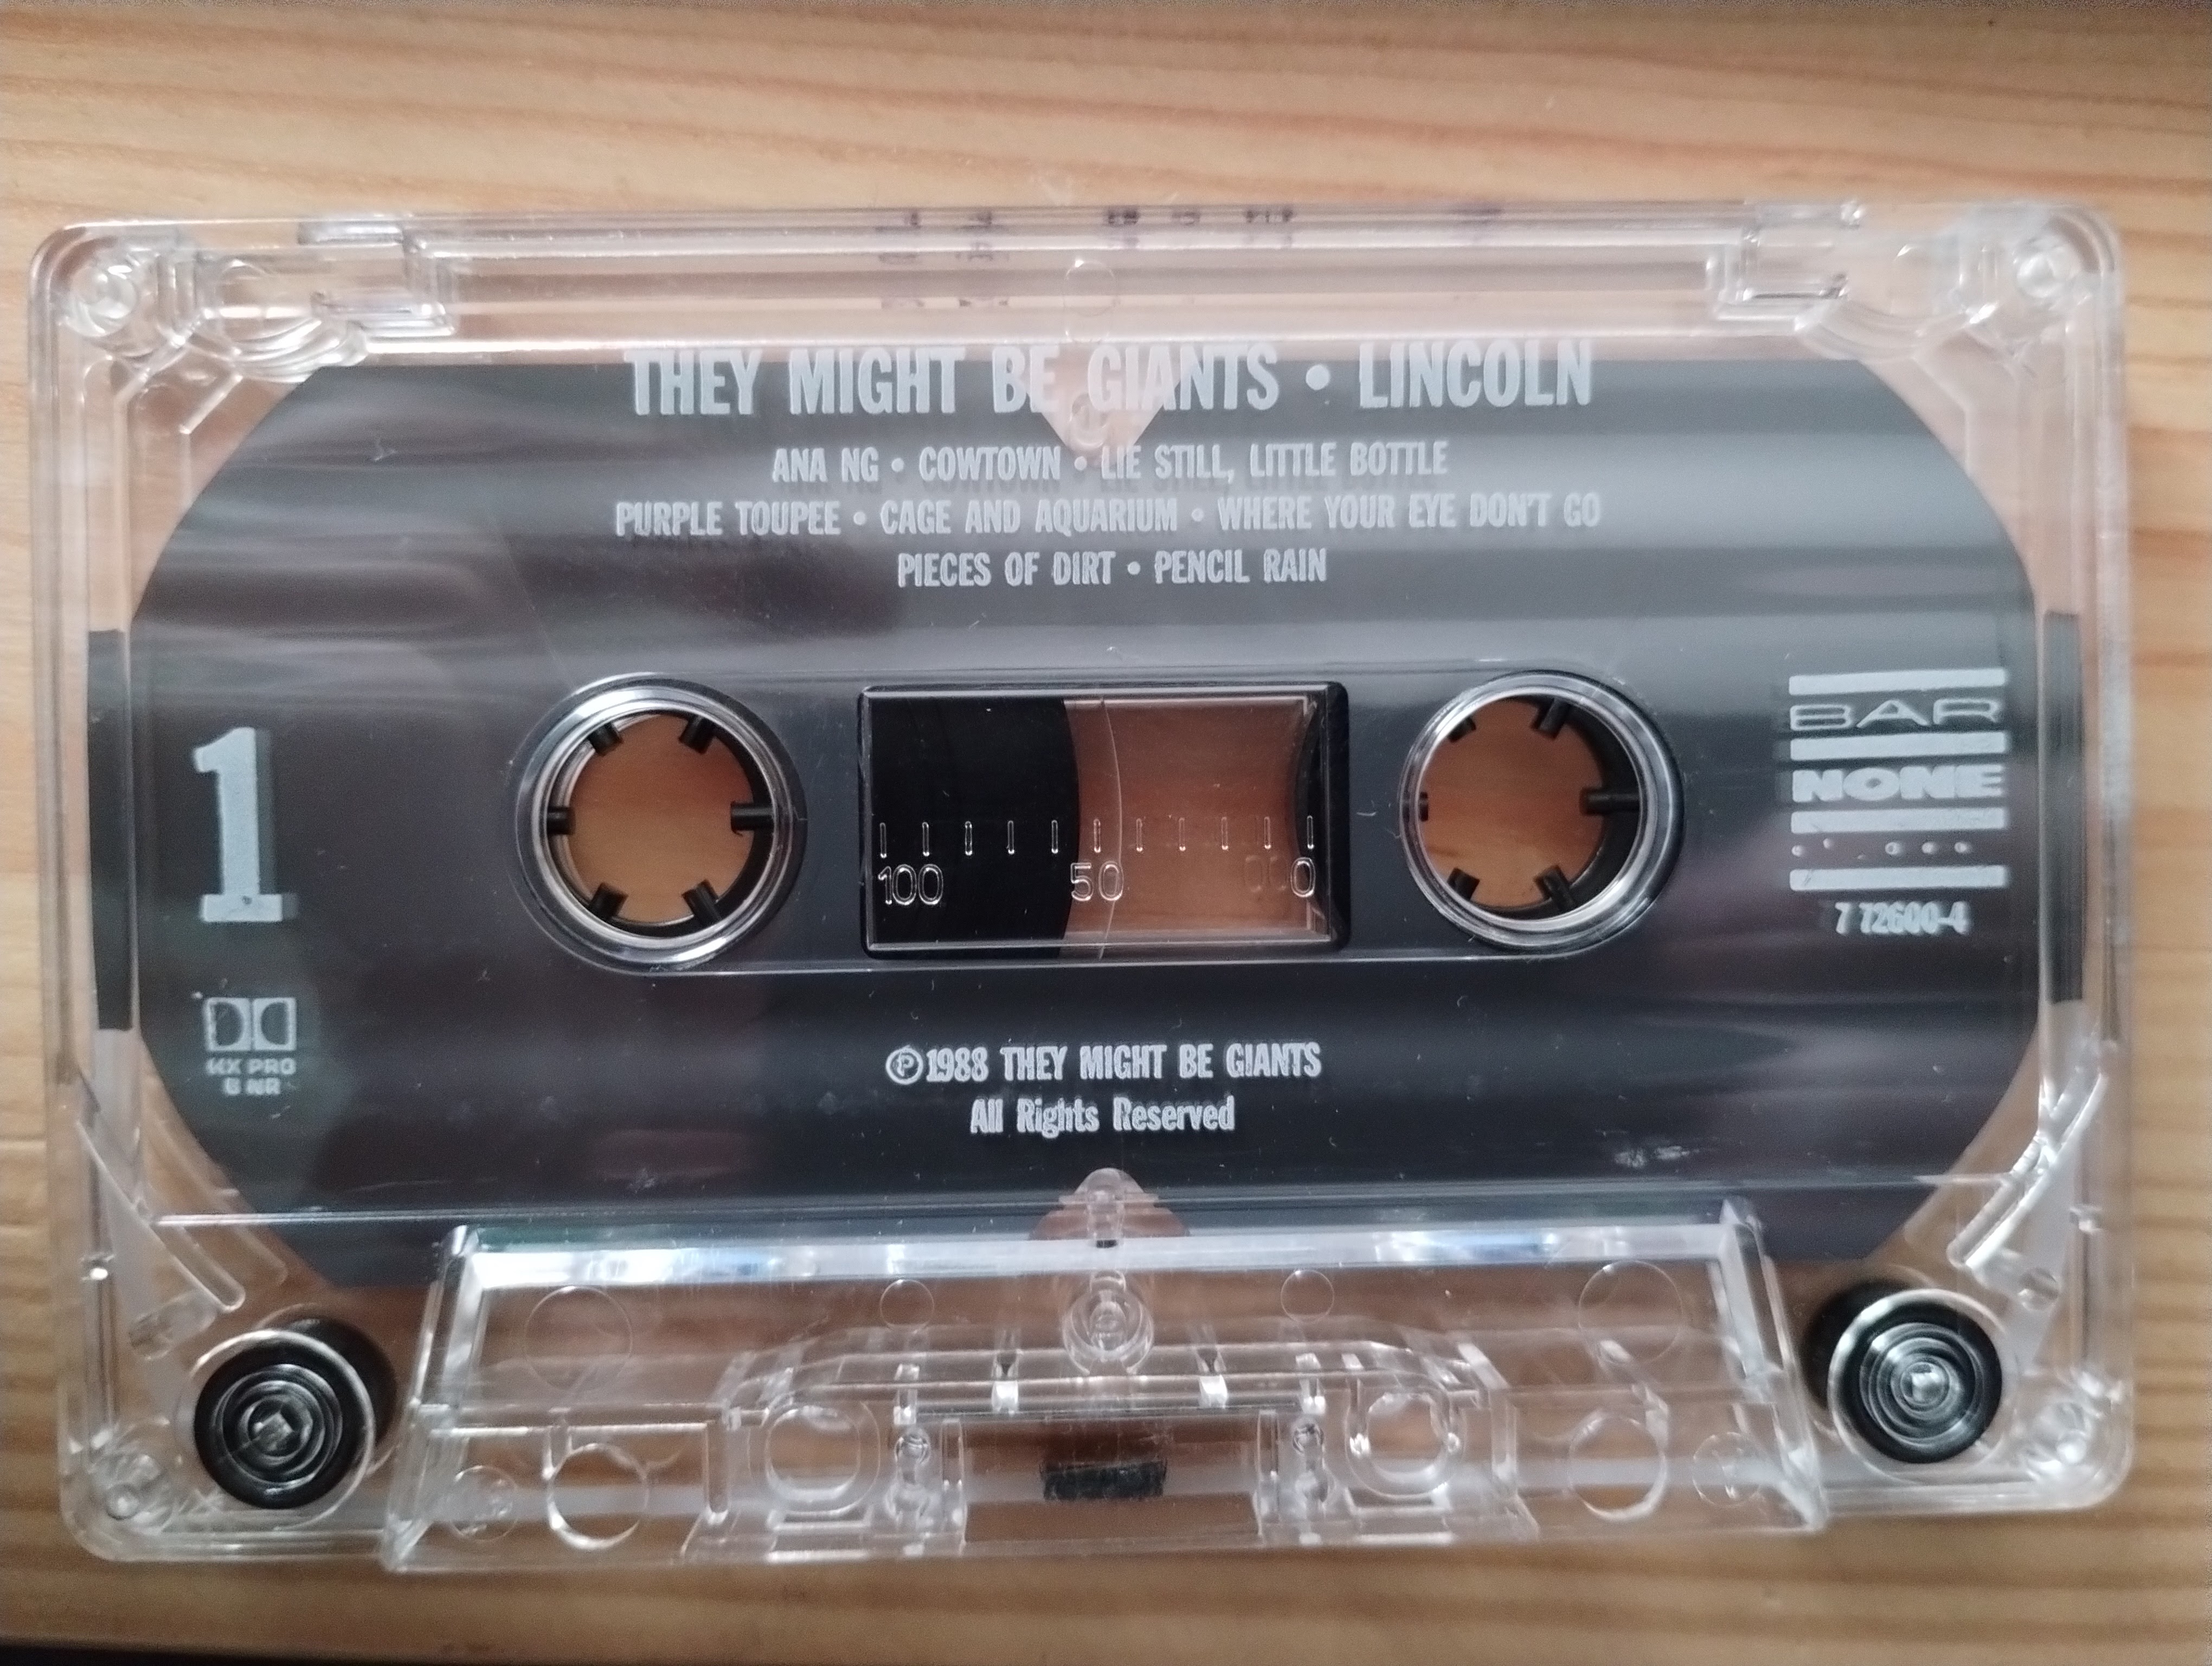 THEY MIGHT BE GIANTS • LINCOLN
ANA NG • COWTOWN • LIE STILL, LITTLE BOTTLE
PURPLE TOUPEE • CAGE AND AQUARIUM • WHERE YOUR EYE DON'T GO
PIECES OF DIRT • PENCIL RAIN
1
BAR
NONE
100 50 0
7 72600-4
HX PRO
B NR
℗1988 THEY MIGHT BE GIANTS
All Rights Reserved